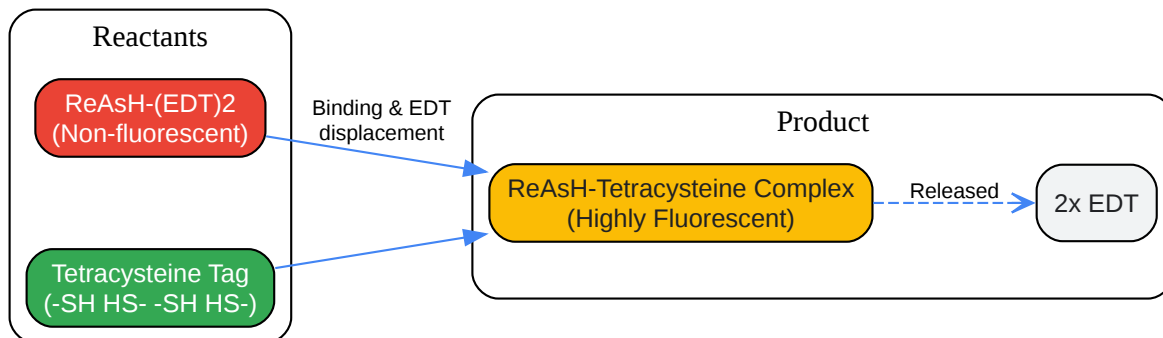 Reactants
ReAsH-(EDT)2
(Non-fluorescent)
Binding & EDT
displacement
Tetracysteine Tag
(-SH HS- -SH HS-)
Product
ReAsH-Tetracysteine Complex
(Highly Fluorescent)
Released
2x EDT